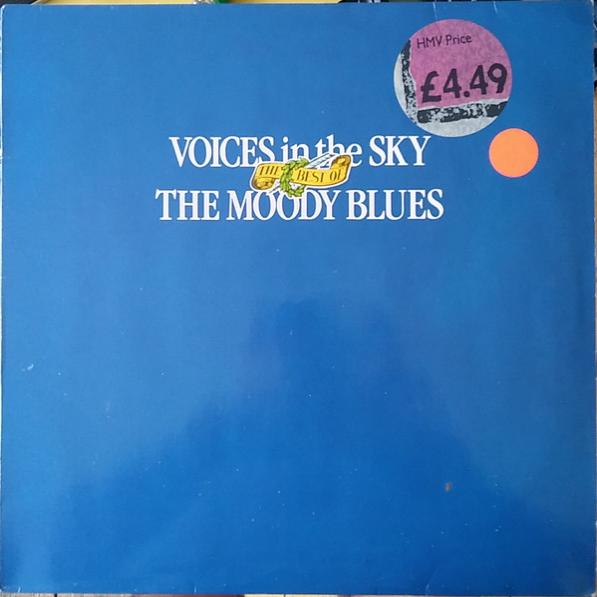 HMV Price
£4.49
VOICES in the SKY
THE BEST OF
THE MOODY BLUES